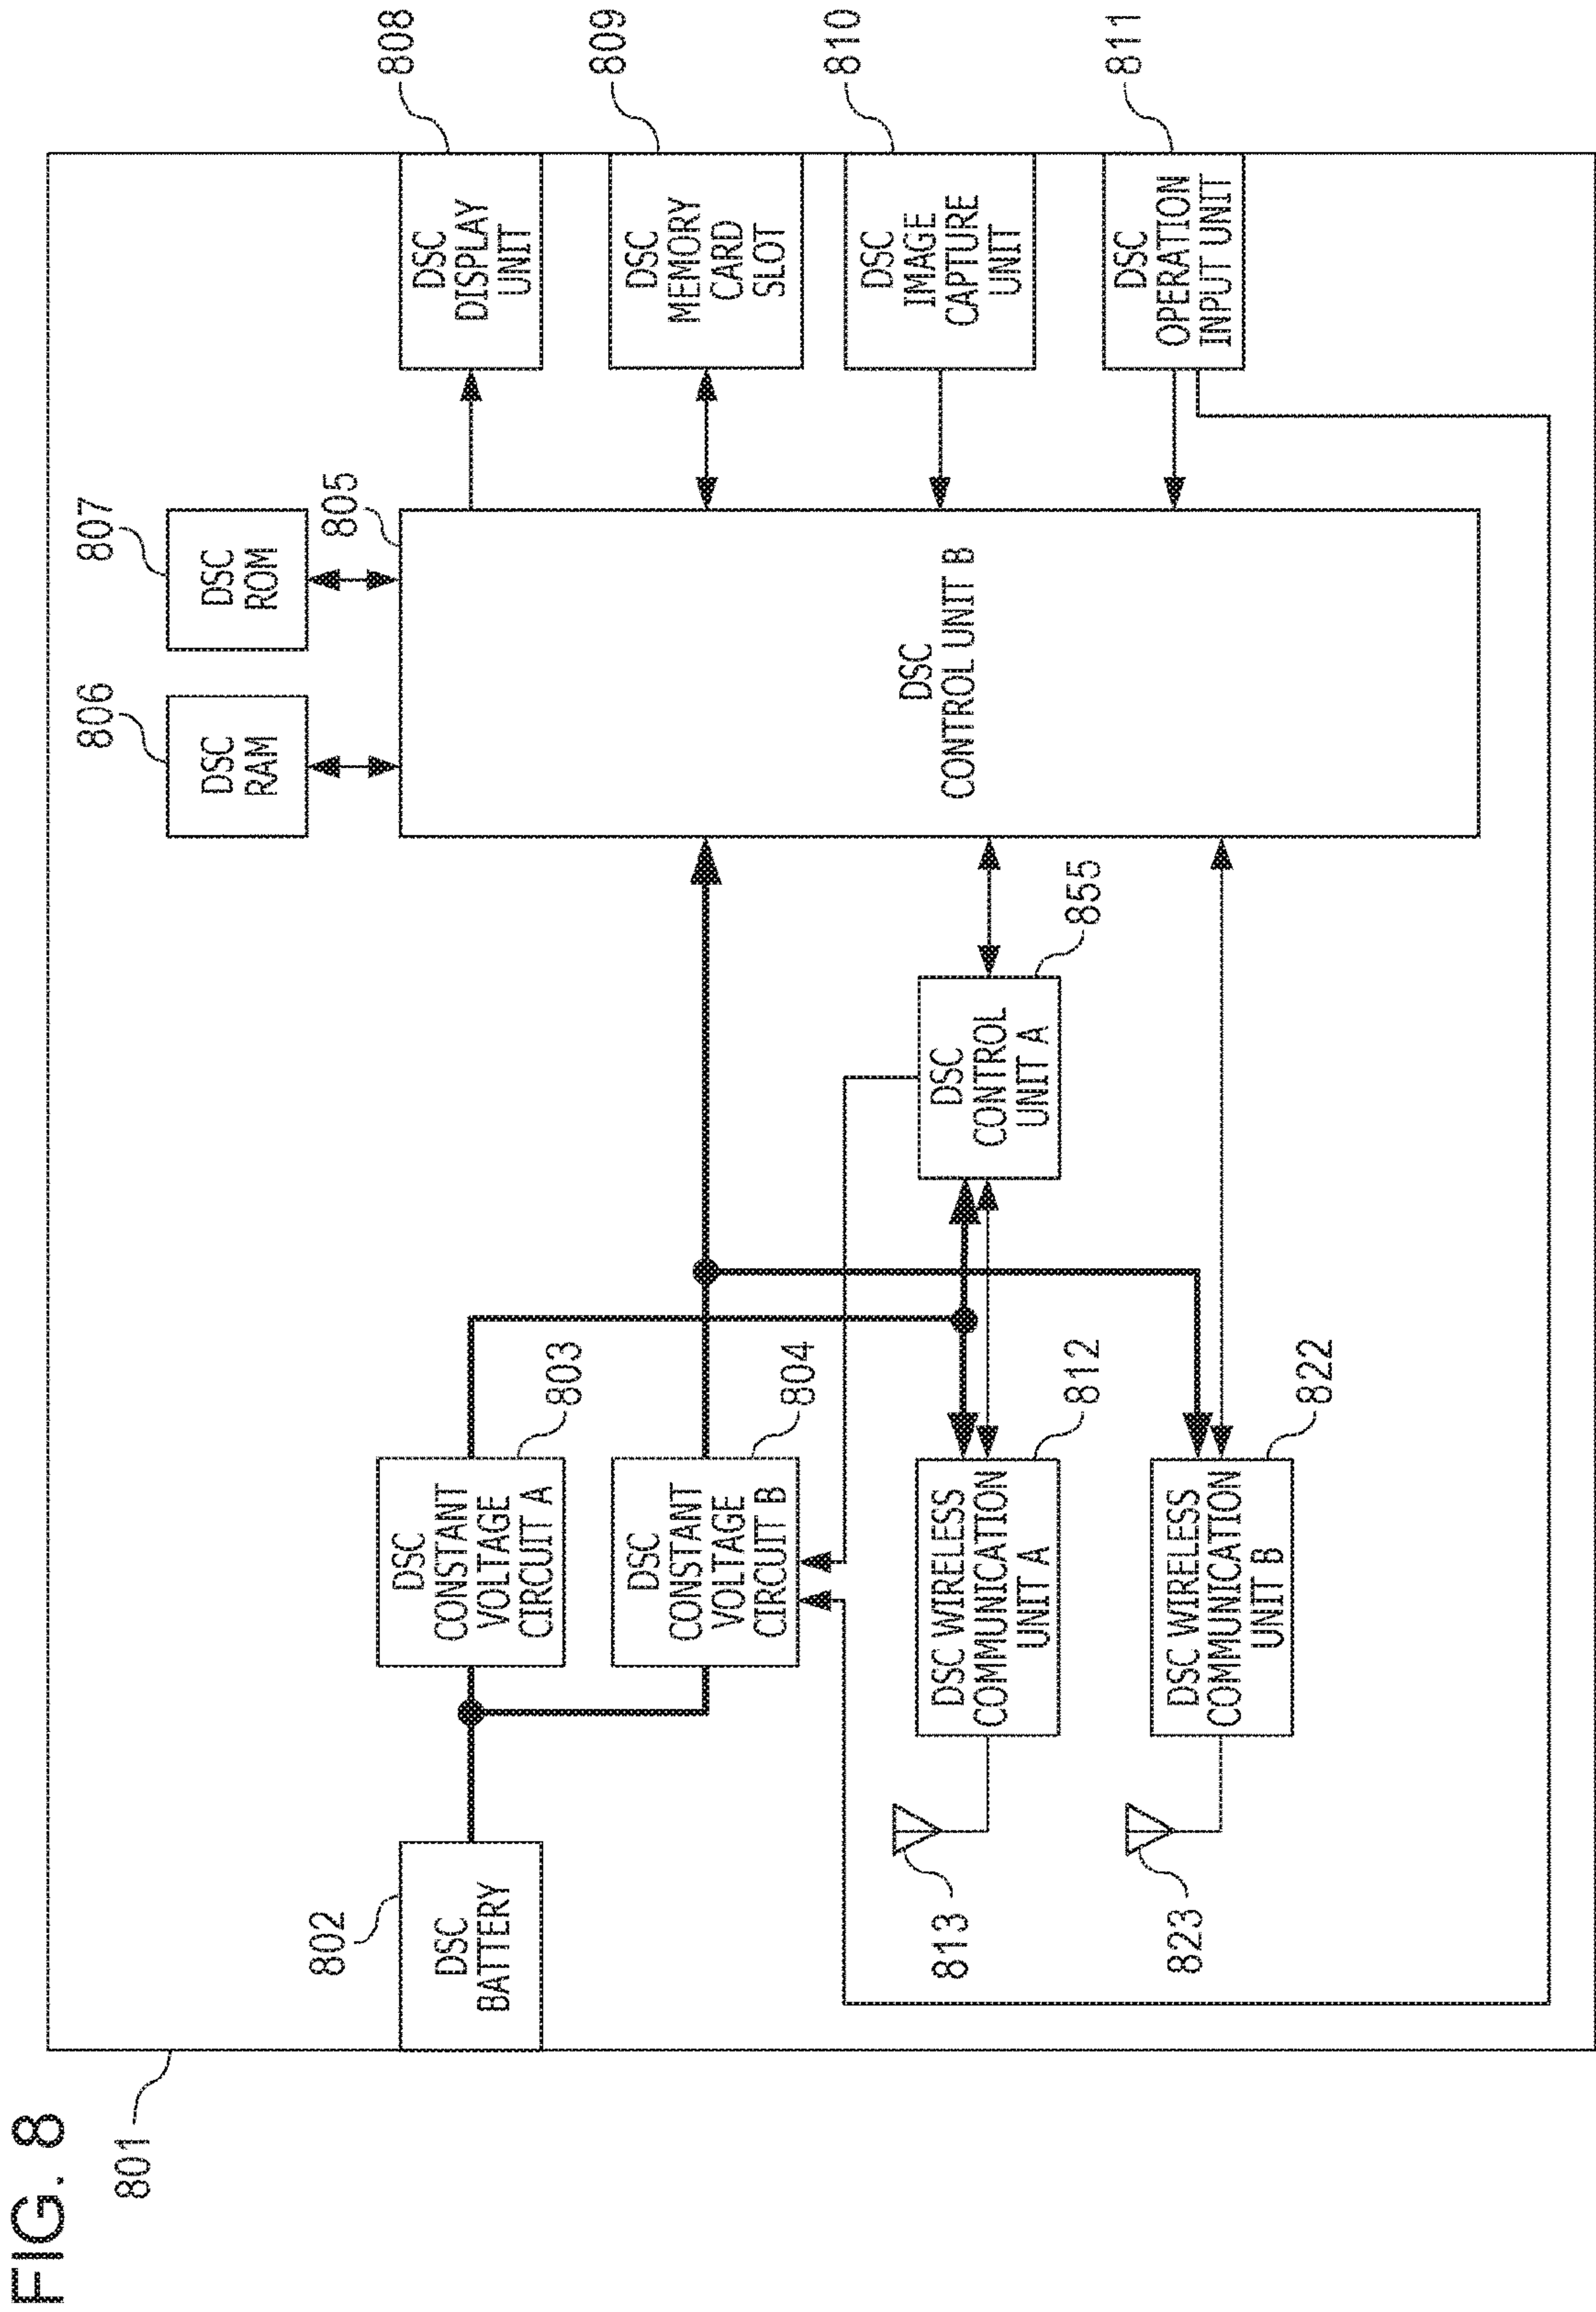 FIG. 8
801
802
DSC
BATTERY
DSC
CONSTANT
VOLTAGE
CIRCUIT A
803
DSC
CONSTANT
VOLTAGE
CIRCUIT B
804
813
DSC WIRELESS
COMMUNICATION
UNIT A
812
823
DSC WIRELESS
COMMUNICATION
UNIT B
822
DSC
CONTROL
UNIT A
855
806
DSC
RAM
807
DSC
ROM
805
DSC
CONTROL UNIT B
808
DSC
DISPLAY
UNIT
809
DSC
MEMORY
CARD
SLOT
810
DSC
IMAGE
CAPTURE
UNIT
811
DSC
OPERATION
INPUT UNIT